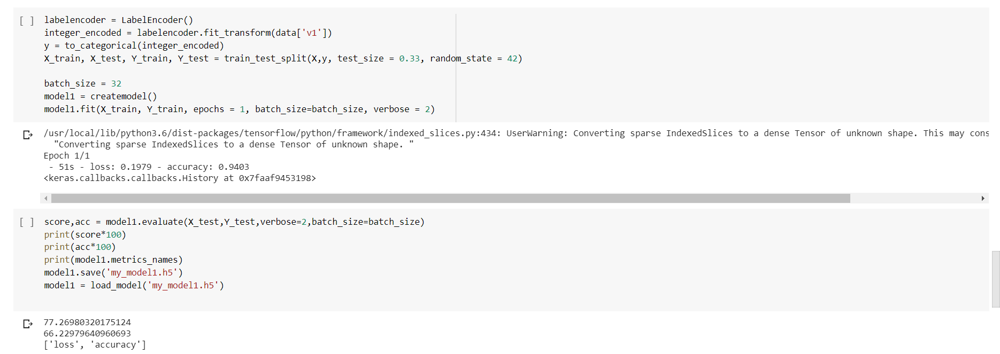 [ ] labelencoder = LabelEncoder()
integer_encoded = labelencoder.fit_transform(data['v1'])
y = to_categorical(integer_encoded)
X_train, X_test, Y_train, Y_test = train_test_split(X,y, test_size = 0.33, random_state = 42)
batch_size = 32
model1 = createmodel()
model1.fit(X_train, Y_train, epochs = 1, batch_size=batch_size, verbose = 2)
/usr/local/lib/python3.6/dist-packages/tensorflow/python/framework/indexed_slices.py:434: UserWarning: Converting sparse IndexedSlices to a dense Tensor of unknown shape. This may cons
"Converting sparse IndexedSlices to a dense Tensor of unknown shape. "
Epoch 1/1
- 51s - loss: 0.1979 - accuracy: 0.9403
<keras.callbacks.callbacks.History at 0x7faaf9453198>
[ ] score,acc = model1.evaluate(X_test,Y_test,verbose=2,batch_size=batch_size)
print(score*100)
print(acc*100)
print(model1.metrics_names)
model1.save('my_model1.h5')
model1 = load_model('my_model1.h5')
77.26980320175124
66.22979640960693
['loss', 'accuracy']